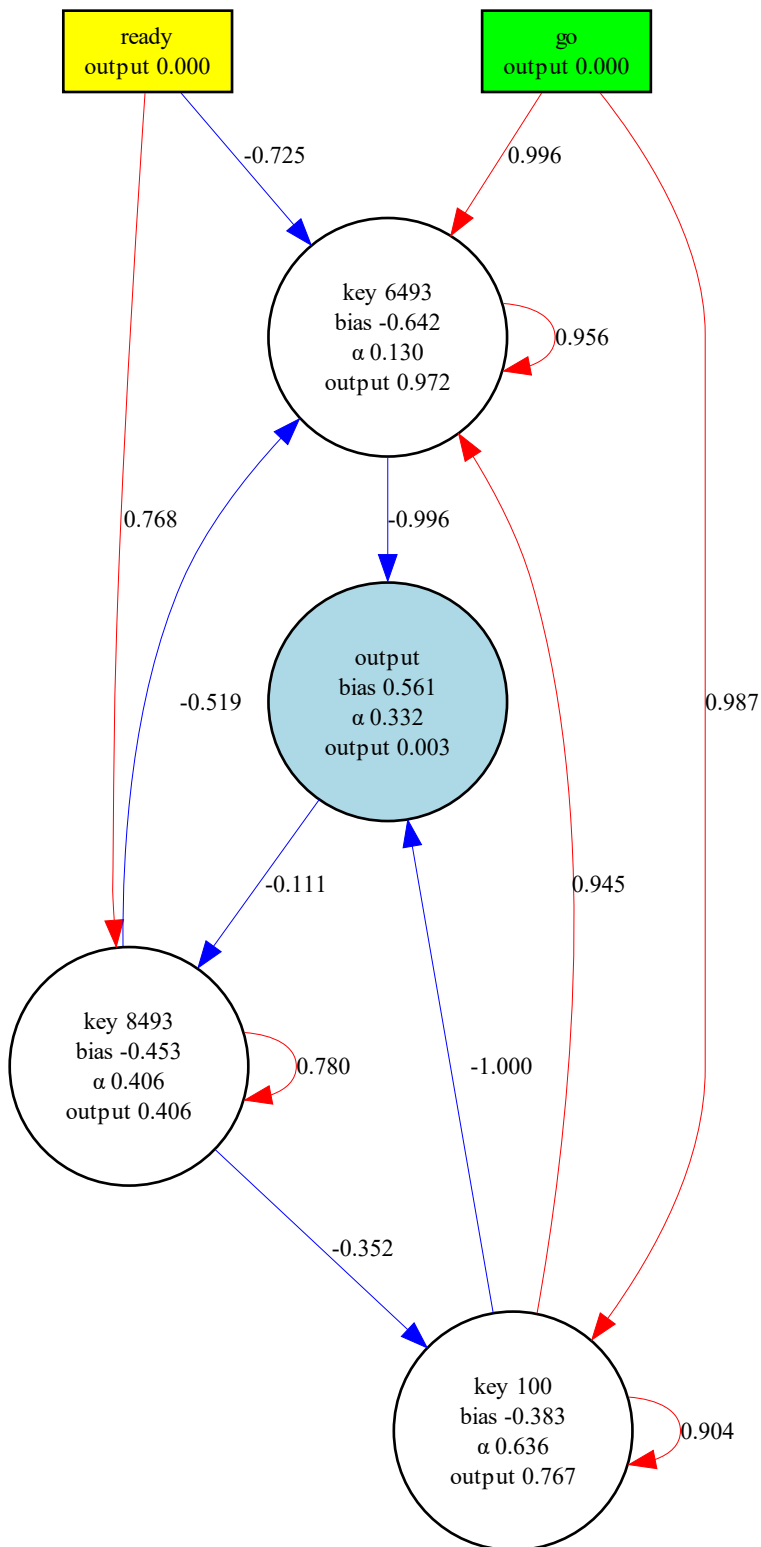 ready
output 0.000
go
output 0.000
-0.725
0.996
key 6493
bias -0.642
α 0.130
output 0.972
0.956
0.768
-0.996
-0.519
output
bias 0.561
α 0.332
output 0.003
0.987
-0.111
0.945
key 8493
bias -0.453
α 0.406
output 0.406
0.780
-1.000
-0.352
key 100
bias -0.383
α 0.636
output 0.767
0.904